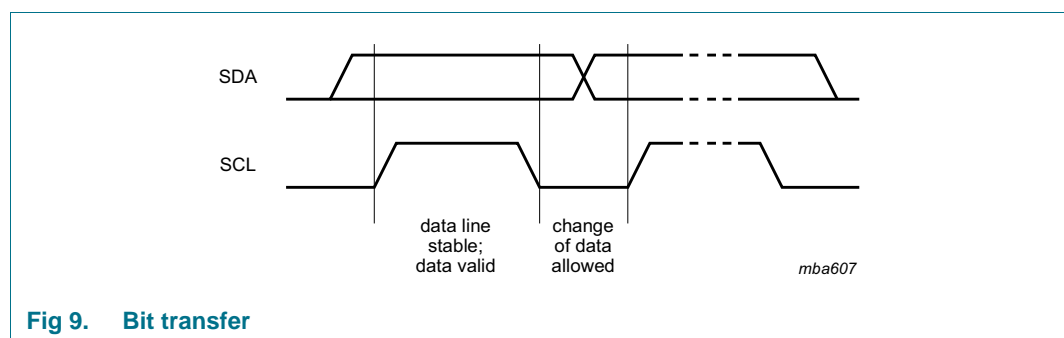 SDA
SCL
data line
stable;
data valid
change
of data
allowed
mba607
Fig 9. Bit transfer